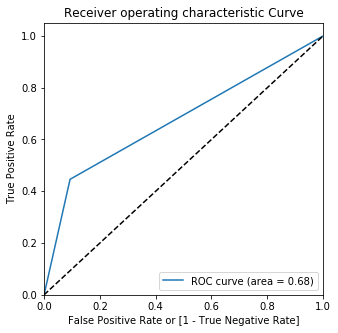 Receiver operating characteristic Curve
True Positive Rate
1.0
0.8
0.6
0.4
0.2
0.0
ROC curve (area = 0.68)
0.0 0.2 0.4 0.6 0.8 1.0
False Positive Rate or [1 - True Negative Rate]